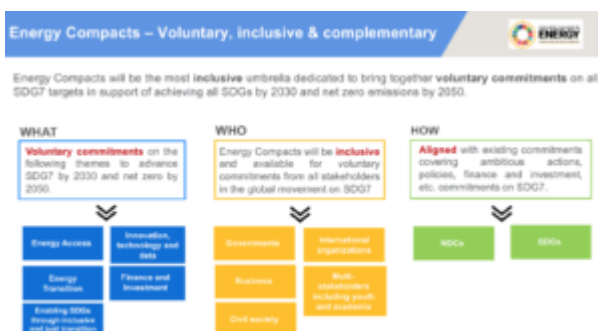 Energy Compacts – Voluntary, inclusive & complementary
ENERGY
Energy Compacts will be the most inclusive umbrella dedicated to bring together voluntary commitments on all
SDG7 targets in support of achieving all SDGs by 2030 and net zero emissions by 2050.
WHAT
Voluntary commitments on the
following themes to advance
SDG7 by 2030 and net zero by
2050.
Energy Access
Innovation,
technology and
data
Energy
Transition
Finance and
Investment
Enabling SDGs
through inclusive
and just transition
WHO
Energy Compacts will be inclusive
and available for voluntary
commitments from all stakeholders
in the global movement on SDG7
Governments
International
organizations
Business
Multi-
stakeholders
including youth
and academia
Civil society
HOW
Aligned with existing commitments
covering ambitious actions,
policies, finance and investment,
etc. commitments on SDG7.
NDCs
SDGs